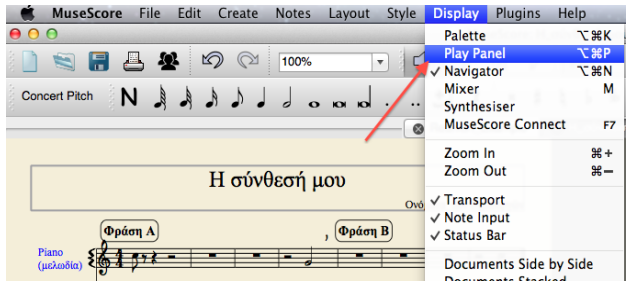 MuseScore File Edit Create Notes Layout Style Display Plugins Help
Palette ⌥⌘K
Play Panel ⌥⌘P
✓ Navigator ⌥⌘N
Mixer M
Synthesiser
MuseScore Connect F7
Zoom In ⌘+
Zoom Out ⌘−
✓ Transport
✓ Note Input
✓ Status Bar
Documents Side by Side
Documents Stacked
100%
Concert Pitch N
Η σύνθεσή μου
Φράση Α
Φράση Β
Piano
(μελωδία)